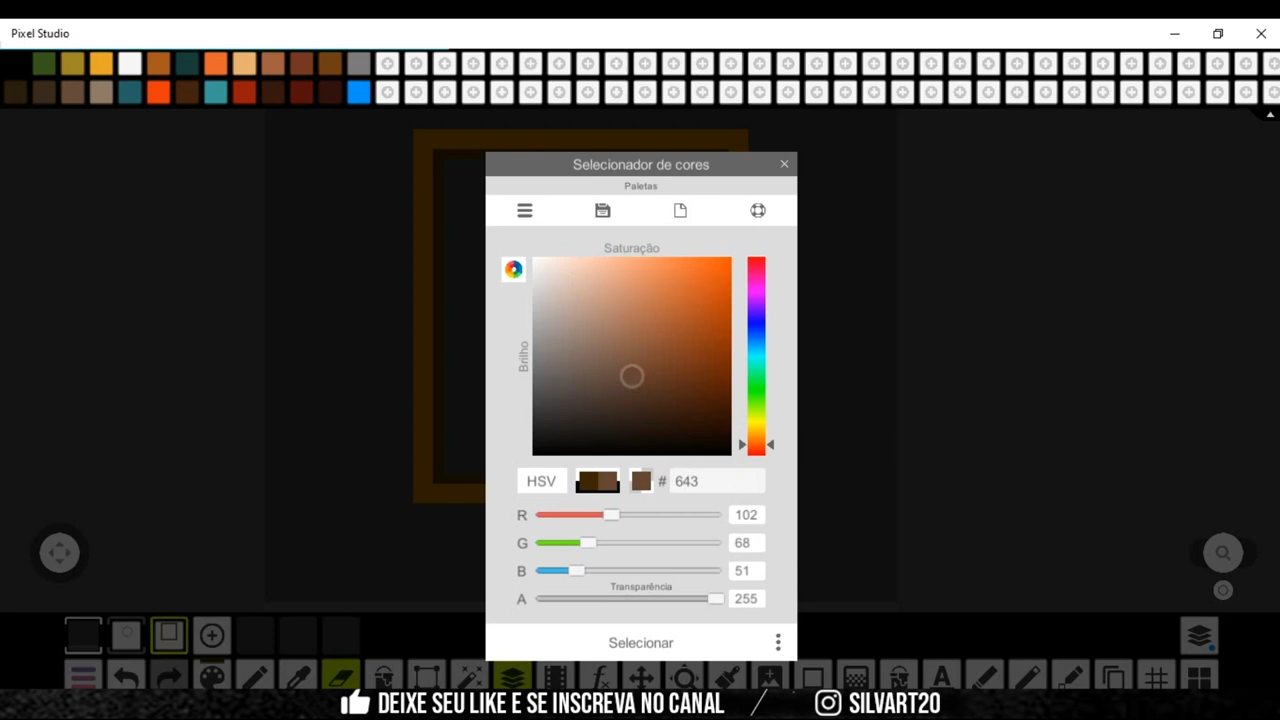 Pixel Studio
Selecionador de cores
Paletas
Saturação
Brilho
HSV
# 643
R 102
G 68
B 51
Transparência
A 255
Selecionar
A
DEIXE SEU LIKE E SE INSCREVA NO CANAL / SILVART20